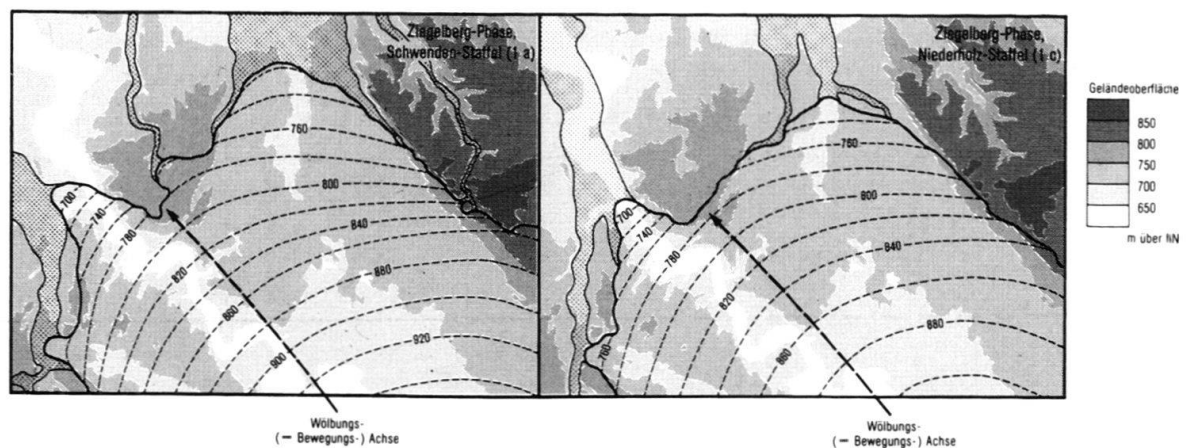 Ziegelberg-Phase,
Schwenden-Staffel (1 a)
760
800
840
880
920
700
740
780
820
860
900
Wölbungs-
(— Bewegungs-) Achse
Ziegelberg-Phase,
Niederholz-Staffel (1 c)
760
800
840
880
700
740
780
820
860
760
Wölbungs-
(— Bewegungs-) Achse
Geländeoberfläche
850
800
750
700
650
m über NN